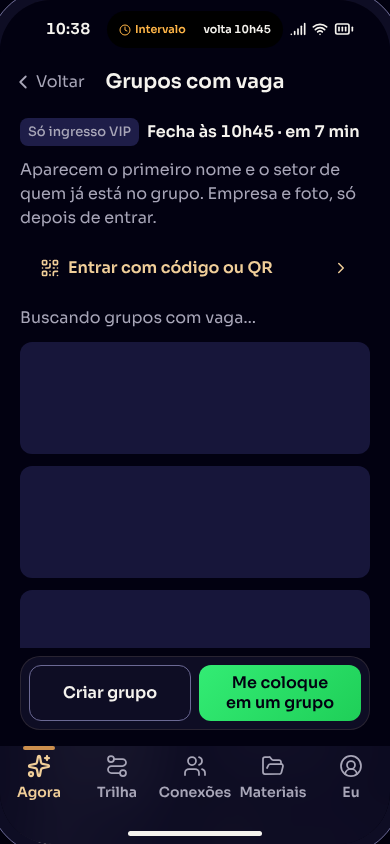 10:38
Intervalo volta 10h45
Voltar
Grupos com vaga
Só ingresso VIP
Fecha às 10h45 · em 7 min
Aparecem o primeiro nome e o setor de
quem já está no grupo. Empresa e foto, só
depois de entrar.
Entrar com código ou QR
Buscando grupos com vaga...
Criar grupo
Me coloque
em um grupo
Agora
Trilha
Conexões
Materiais
Eu